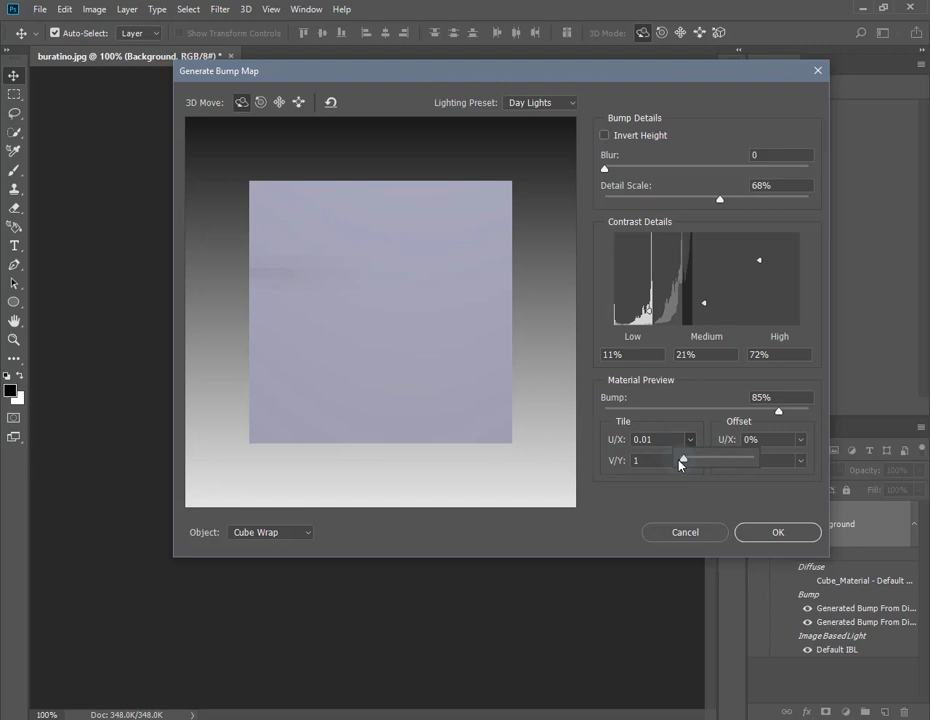 Ps File Edit Image Layer Type Select Filter 3D View Window Help
Auto-Select: Layer Show Transform Controls 3D Mode:
buratino.jpg @ 100% (Background, RGB/8#) * ×
Generate Bump Map
3D Move: Lighting Preset: Day Lights
Bump Details
Invert Height
Blur: 0
Detail Scale: 68%
Contrast Details
Low Medium High
11% 21% 72%
Material Preview
Bump: 85%
Tile Offset
U/X: 0.01 U/X: 0%
V/Y: 1
Opacity: 100%
Fill: 100%
ground
Object: Cube Wrap Cancel OK
Diffuse
Cube_Material - Default ...
Bump
Generated Bump From Di...
Generated Bump From Di...
Image Based Light
Default IBL
100% Doc: 348.0K/348.0K